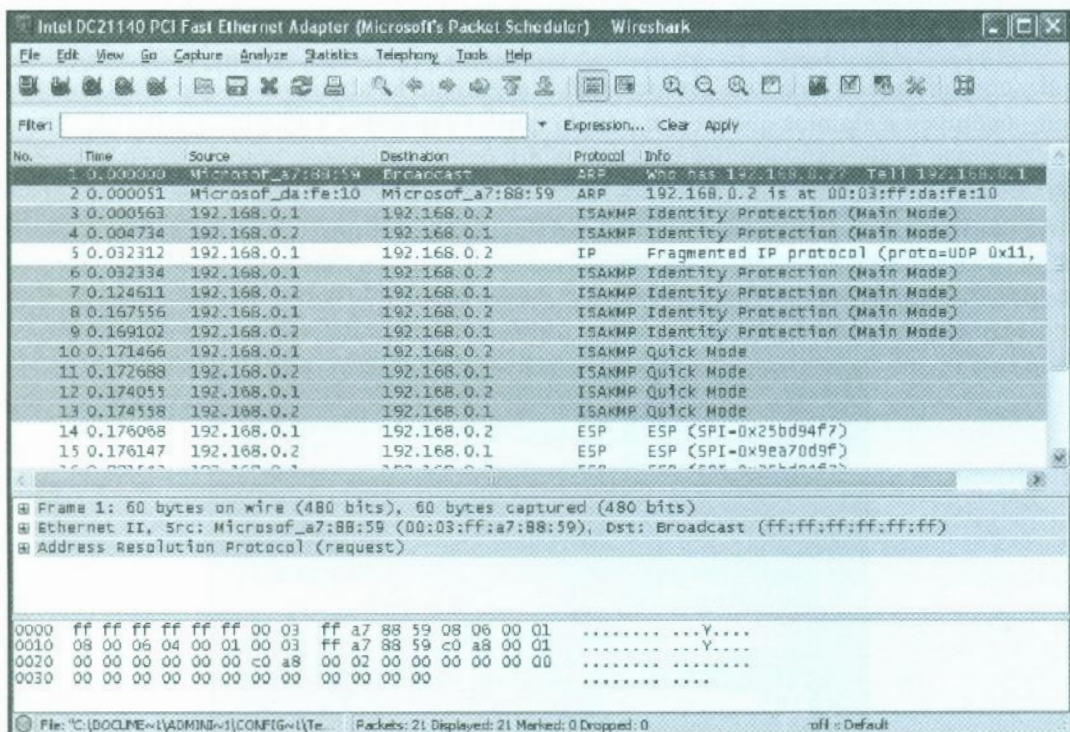 Intel DC21140 PCI Fast Ethernet Adapter (Microsoft's Packet Scheduler) Wireshark
File Edit View Go Capture Analyze Statistics Telephony Tools Help
Filter: Expression... Clear Apply
No. Time Source Destination Protocol Info
1 0.000000 Microsof_a7:88:59 Broadcast ARP Who has 192.168.0.2? Tell 192.168.0.1
2 0.000051 Microsof_da:fe:10 Microsof_a7:88:59 ARP 192.168.0.2 is at 00:03:ff:da:fe:10
3 0.000563 192.168.0.1 192.168.0.2 ISAKMP Identity Protection (Main Mode)
4 0.004734 192.168.0.2 192.168.0.1 ISAKMP Identity Protection (Main Mode)
5 0.032312 192.168.0.1 192.168.0.2 IP Fragmented IP protocol (proto=UDP 0x11,
6 0.032334 192.168.0.1 192.168.0.2 ISAKMP Identity Protection (Main Mode)
7 0.124611 192.168.0.2 192.168.0.1 ISAKMP Identity Protection (Main Mode)
8 0.167556 192.168.0.1 192.168.0.2 ISAKMP Identity Protection (Main Mode)
9 0.169102 192.168.0.2 192.168.0.1 ISAKMP Identity Protection (Main Mode)
10 0.171466 192.168.0.1 192.168.0.2 ISAKMP Quick Mode
11 0.172688 192.168.0.2 192.168.0.1 ISAKMP Quick Mode
12 0.174055 192.168.0.1 192.168.0.2 ISAKMP Quick Mode
13 0.174558 192.168.0.2 192.168.0.1 ISAKMP Quick Mode
14 0.176068 192.168.0.1 192.168.0.2 ESP ESP (SPI=0x25bd94f7)
15 0.176147 192.168.0.2 192.168.0.1 ESP ESP (SPI=0x9ea70d9f)
Frame 1: 60 bytes on wire (480 bits), 60 bytes captured (480 bits)
Ethernet II, Src: Microsof_a7:88:59 (00:03:ff:a7:88:59), Dst: Broadcast (ff:ff:ff:ff:ff:ff)
Address Resolution Protocol (request)
0000 ff ff ff ff ff ff 00 03 ff a7 88 59 08 06 00 01 ........ ...Y....
0010 08 00 06 04 00 01 00 03 ff a7 88 59 c0 a8 00 01 ........ ...Y....
0020 00 00 00 00 00 00 c0 a8 00 02 00 00 00 00 00 00 ........ ........
0030 00 00 00 00 00 00 00 00 00 00 00 00 ........ ....
File: "C:\DOCUME~1\ADMINI~1\CONFIG~1\Te... Packets: 21 Displayed: 21 Marked: 0 Dropped: 0 : Default